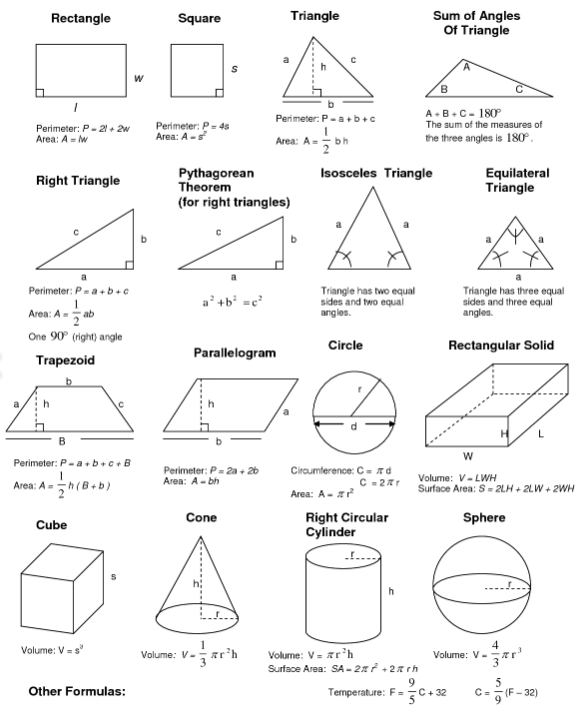 Rectangle
w
l
Perimeter: P = 2l + 2w
Area: A = lw
Square
s
Perimeter: P = 4s
Area: A = s²
Triangle
a h c
b
Perimeter: P = a + b + c
Area: A = 1/2 bh
Sum of Angles
Of Triangle
A
B C
A + B + C = 180°
The sum of the measures of
the three angles is 180°.
Right Triangle
c b
a
Perimeter: P = a + b + c
Area: A = 1/2 ab
One 90° (right) angle
Pythagorean
Theorem
(for right triangles)
c b
a
a² + b² = c²
Isosceles Triangle
a a
Triangle has two equal
sides and two equal
angles.
Equilateral
Triangle
a a
a
Triangle has three equal
sides and three equal
angles.
Trapezoid
b
a h c
B
Perimeter: P = a + b + c + B
Area: A = 1/2 h ( B + b )
Parallelogram
h a
b
Perimeter: P = 2a + 2b
Area: A = bh
Circle
r
d
Circumference: C = π d
C = 2 π r
Area: A = π r²
Rectangular Solid
H L
W
Volume: V = LWH
Surface Area: S = 2LH + 2LW + 2WH
Cube
s
Volume: V = s³
Cone
h
r
Volume: V = 1/3 π r² h
Right Circular
Cylinder
r
h
Volume: V = π r² h
Surface Area: SA = 2π r² + 2 π r h
Sphere
r
Volume: V = 4/3 π r³
Other Formulas:
Temperature: F = 9/5 C + 32 C = 5/9 (F – 32)